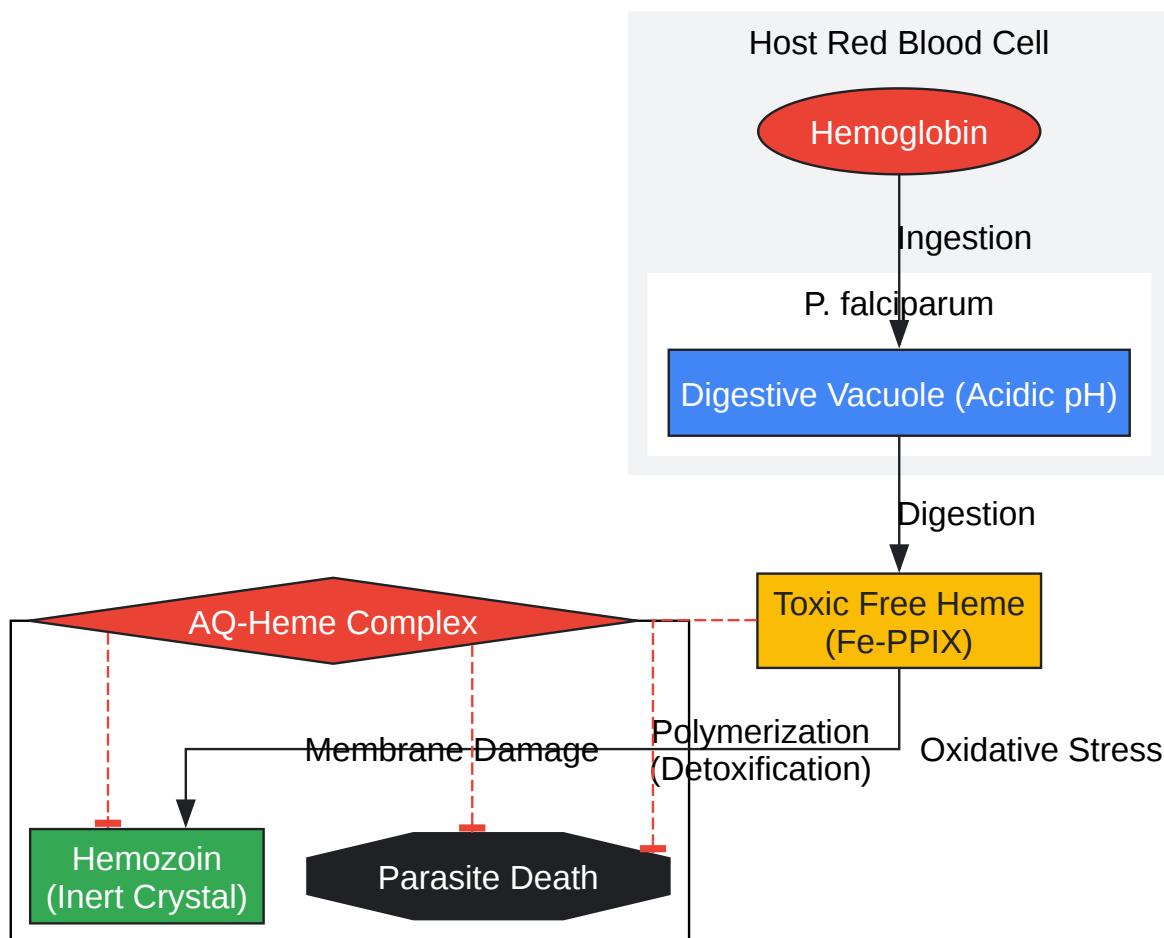 Host Red Blood Cell
Hemoglobin
Ingestion
P. falciparum
Digestive Vacuole (Acidic pH)
Digestion
Toxic Free Heme
(Fe-PPIX)
AQ-Heme Complex
Membrane Damage
Polymerization
(Detoxification)
Oxidative Stress
Hemozoin
(Inert Crystal)
Parasite Death